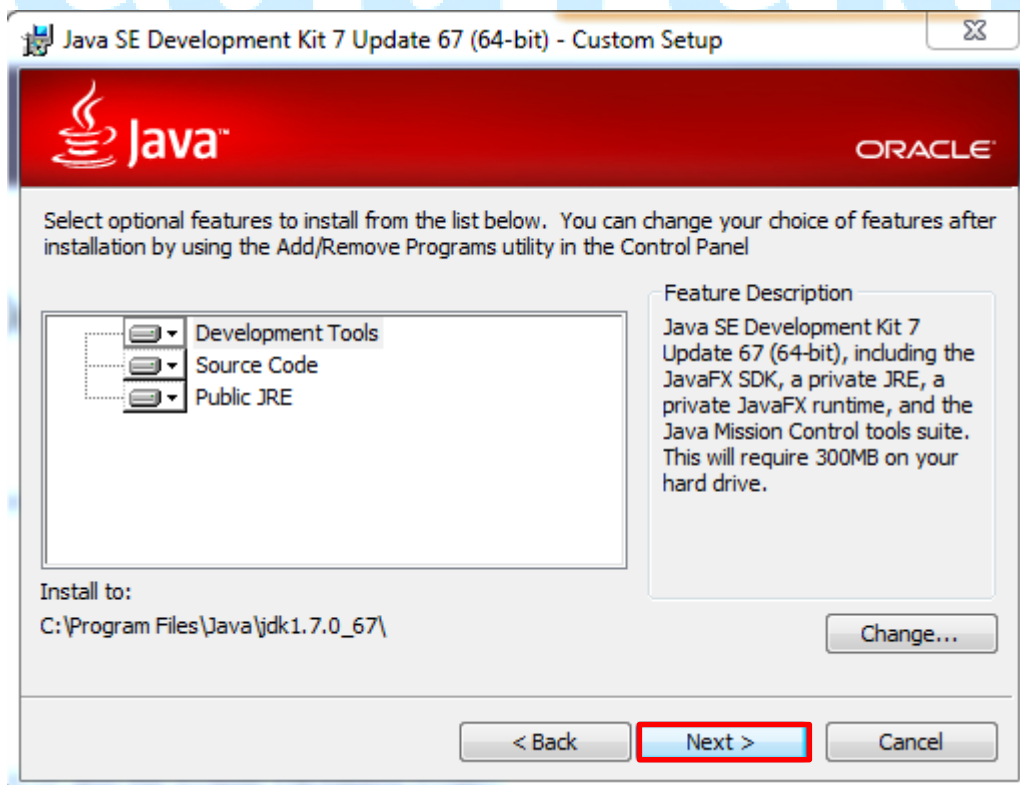 Java SE Development Kit 7 Update 67 (64-bit) - Custom Setup
Java™
ORACLE®
Select optional features to install from the list below.  You can change your choice of features after
installation by using the Add/Remove Programs utility in the Control Panel
Development Tools
Source Code
Public JRE
Feature Description
Java SE Development Kit 7
Update 67 (64-bit), including the
JavaFX SDK, a private JRE, a
private JavaFX runtime, and the
Java Mission Control tools suite.
This will require 300MB on your
hard drive.
Install to:
C:\Program Files\Java\jdk1.7.0_67\
Change...
< Back
Next >
Cancel